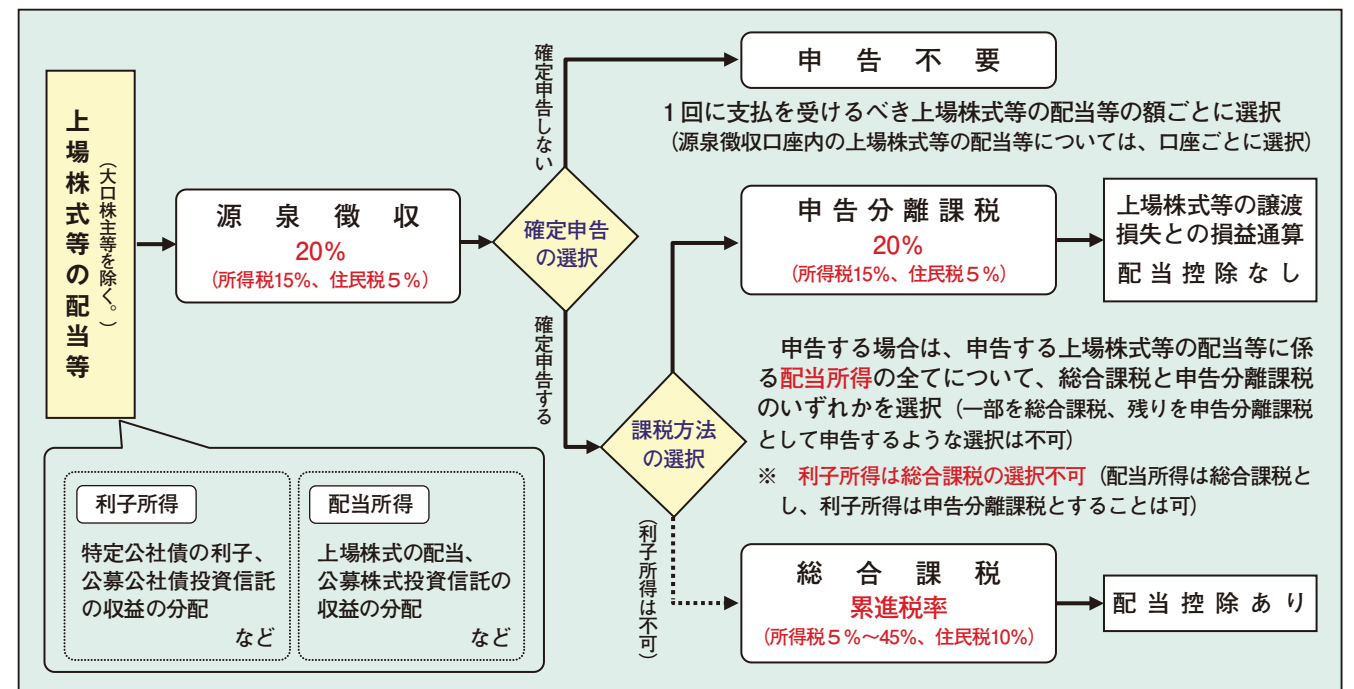 上場株式等の配当等
（大口株主等を除く。）
源泉徴収
20%
（所得税15%、住民税５%）
確定申告
の選択
確定申告しない
申告不要
１回に支払を受けるべき上場株式等の配当等の額ごとに選択
（源泉徴収口座内の上場株式等の配当等については、口座ごとに選択）
確定申告する
課税方法
の選択
申告分離課税
20%
（所得税15%、住民税５%）
上場株式等の譲渡
損失との損益通算
配当控除なし
申告する場合は、申告する上場株式等の配当等に係
る配当所得の全てについて、総合課税と申告分離課税
のいずれかを選択（一部を総合課税、残りを申告分離課税
として申告するような選択は不可）
※　利子所得は総合課税の選択不可（配当所得は総合課税と
し、利子所得は申告分離課税とすることは可）
（利子所得は不可）
総合課税
累進税率
（所得税５%〜45%、住民税10%）
配当控除あり
利子所得
特定公社債の利子、
公募公社債投資信託
の収益の分配
など
配当所得
上場株式の配当、
公募株式投資信託の
収益の分配
など